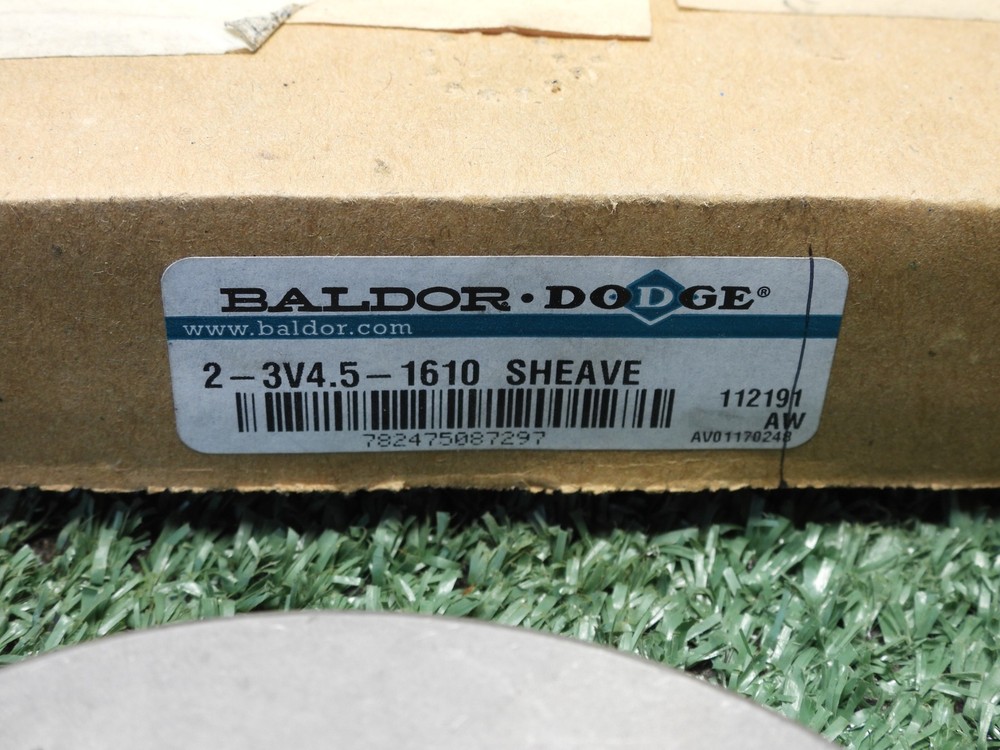 BALDOR · DODGE®
www.baldor.com
2-3V4.5-1610 SHEAVE
112191
AW
782475087297
AV01170248